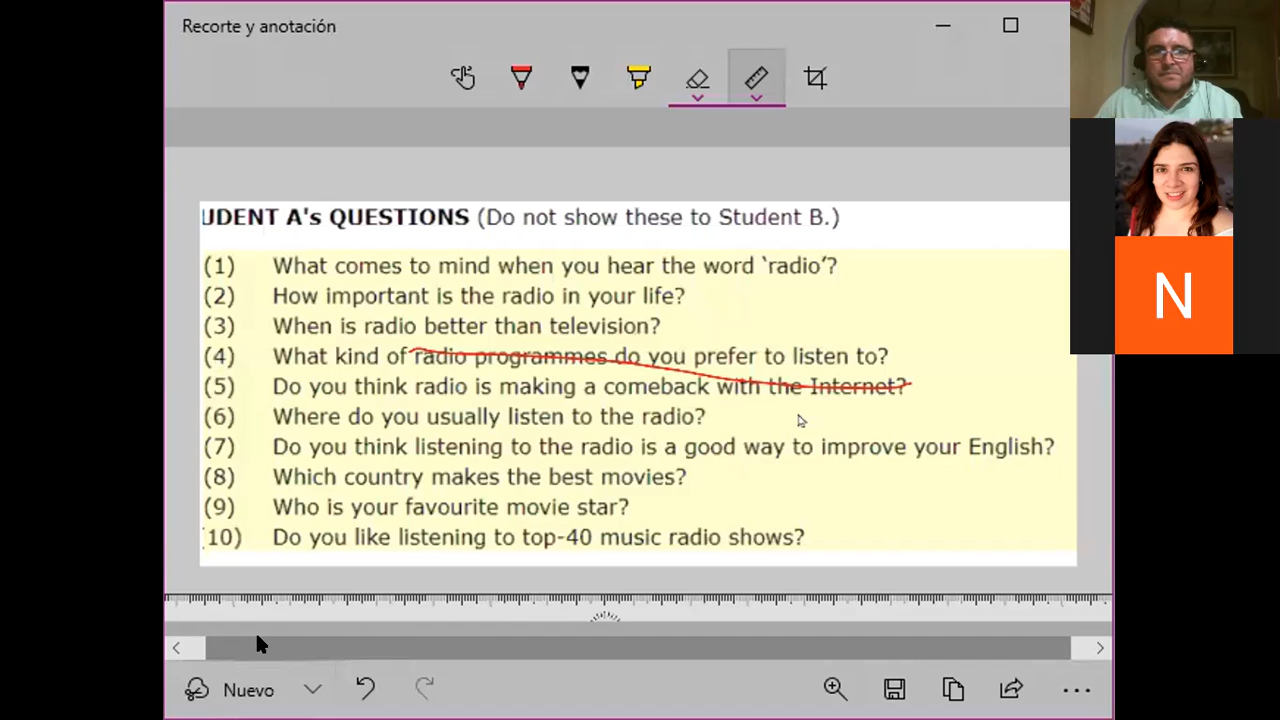 Recorte y anotación
UDENT A's QUESTIONS (Do not show these to Student B.)
(1) What comes to mind when you hear the word ‘radio’?
(2) How important is the radio in your life?
(3) When is radio better than television?
(4) What kind of radio programmes do you prefer to listen to?
(5) Do you think radio is making a comeback with the Internet?
(6) Where do you usually listen to the radio?
(7) Do you think listening to the radio is a good way to improve your English?
(8) Which country makes the best movies?
(9) Who is your favourite movie star?
10) Do you like listening to top-40 music radio shows?
Nuevo
N